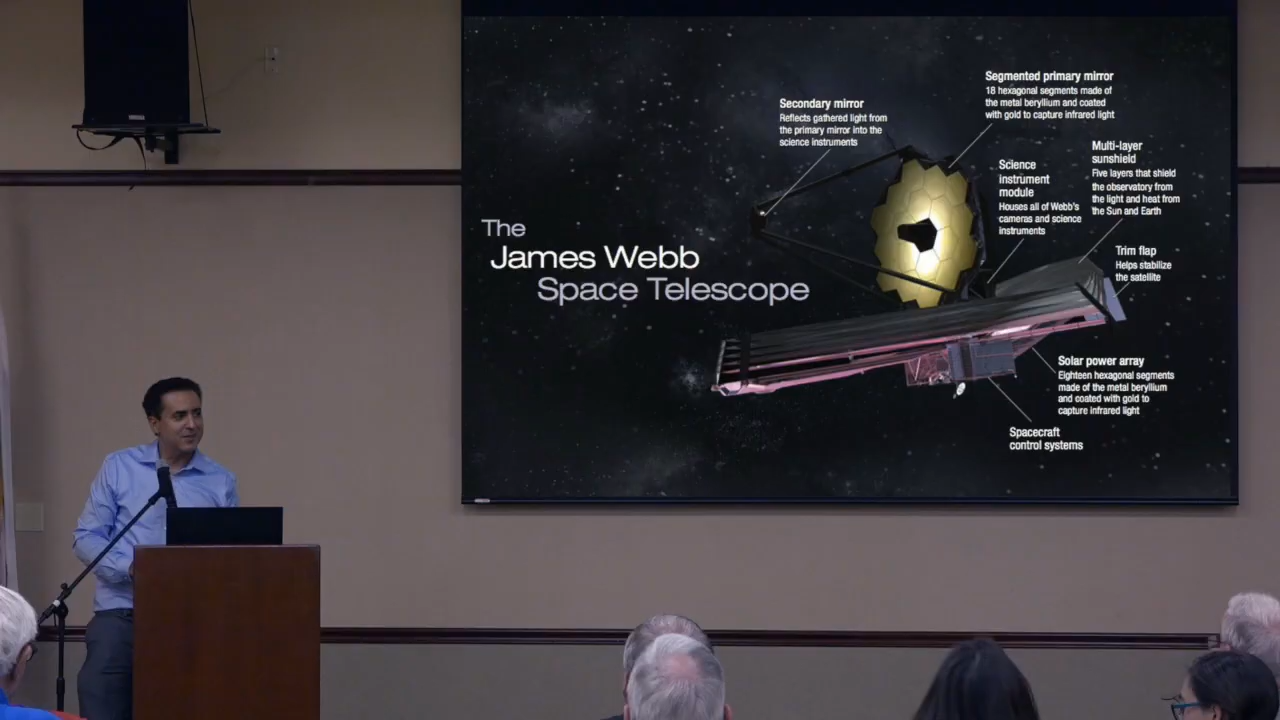 The
James Webb
Space Telescope
Secondary mirror
Reflects gathered light from
the primary mirror into the
science instruments
Segmented primary mirror
18 hexagonal segments made of
the metal beryllium and coated
with gold to capture infrared light
Science
instrument
module
Houses all of Webb's
cameras and science
instruments
Multi-layer
sunshield
Five layers that shield
the observatory from
the light and heat from
the Sun and Earth
Trim flap
Helps stabilize
the satellite
Solar power array
Eighteen hexagonal segments
made of the metal beryllium
and coated with gold to
capture infrared light
Spacecraft
control systems